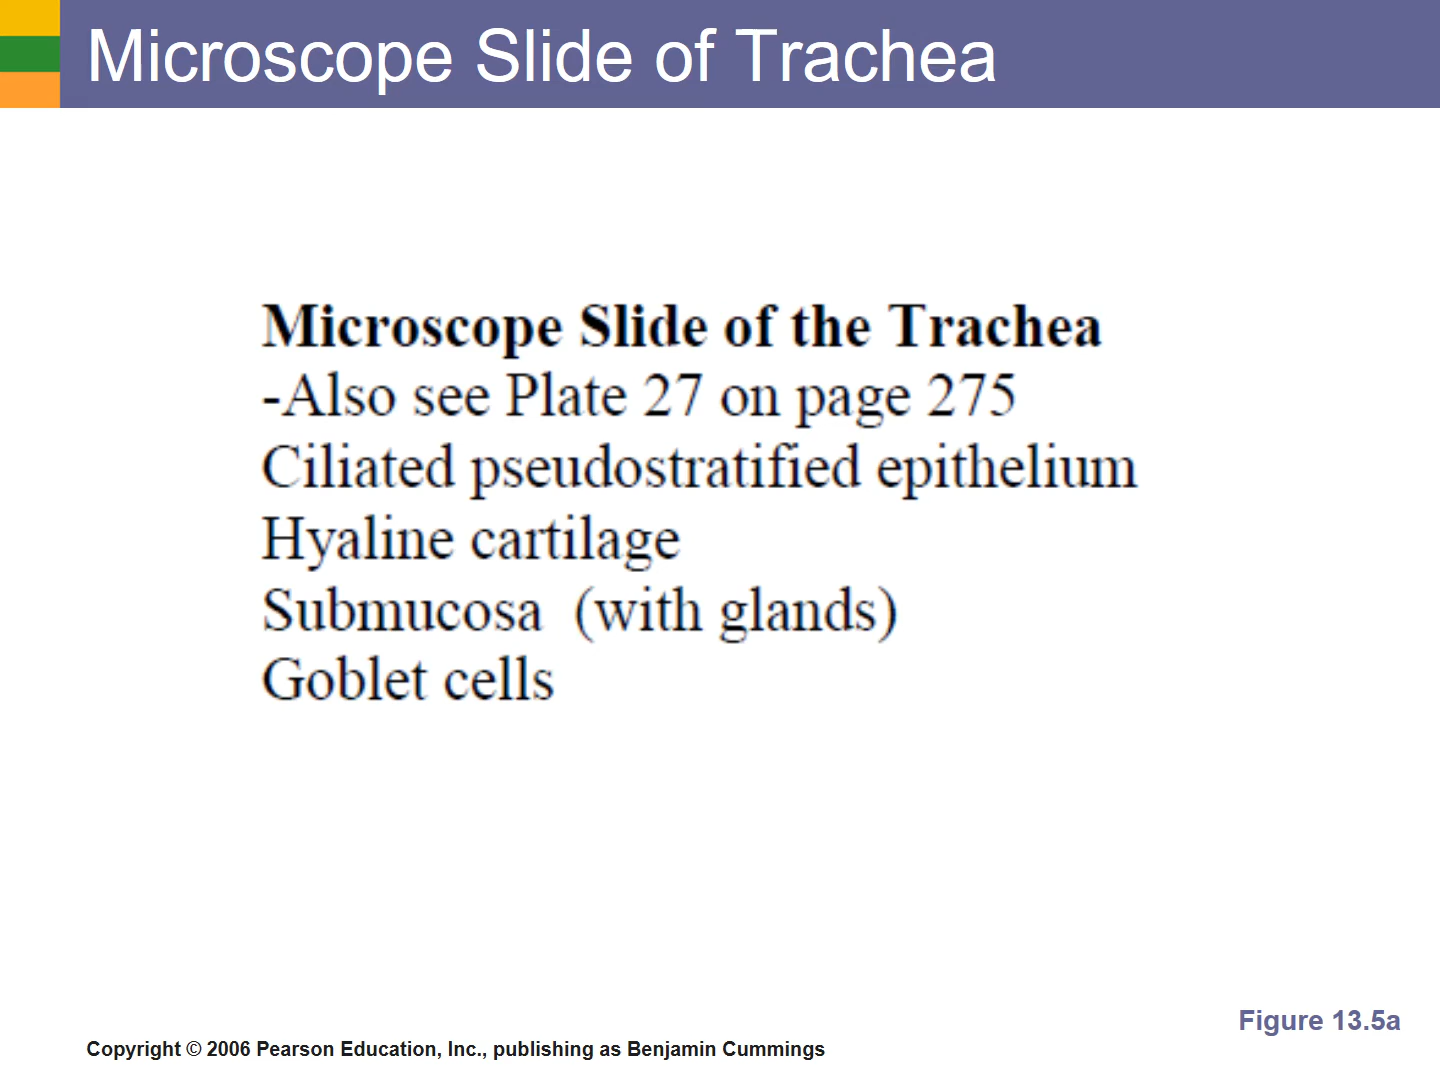 Microscope Slide of Trachea
Microscope Slide of the Trachea
-Also see Plate 27 on page 275
Ciliated pseudostratified epithelium
Hyaline cartilage
Submucosa  (with glands)
Goblet cells
Figure 13.5a
Copyright © 2006 Pearson Education, Inc., publishing as Benjamin Cummings